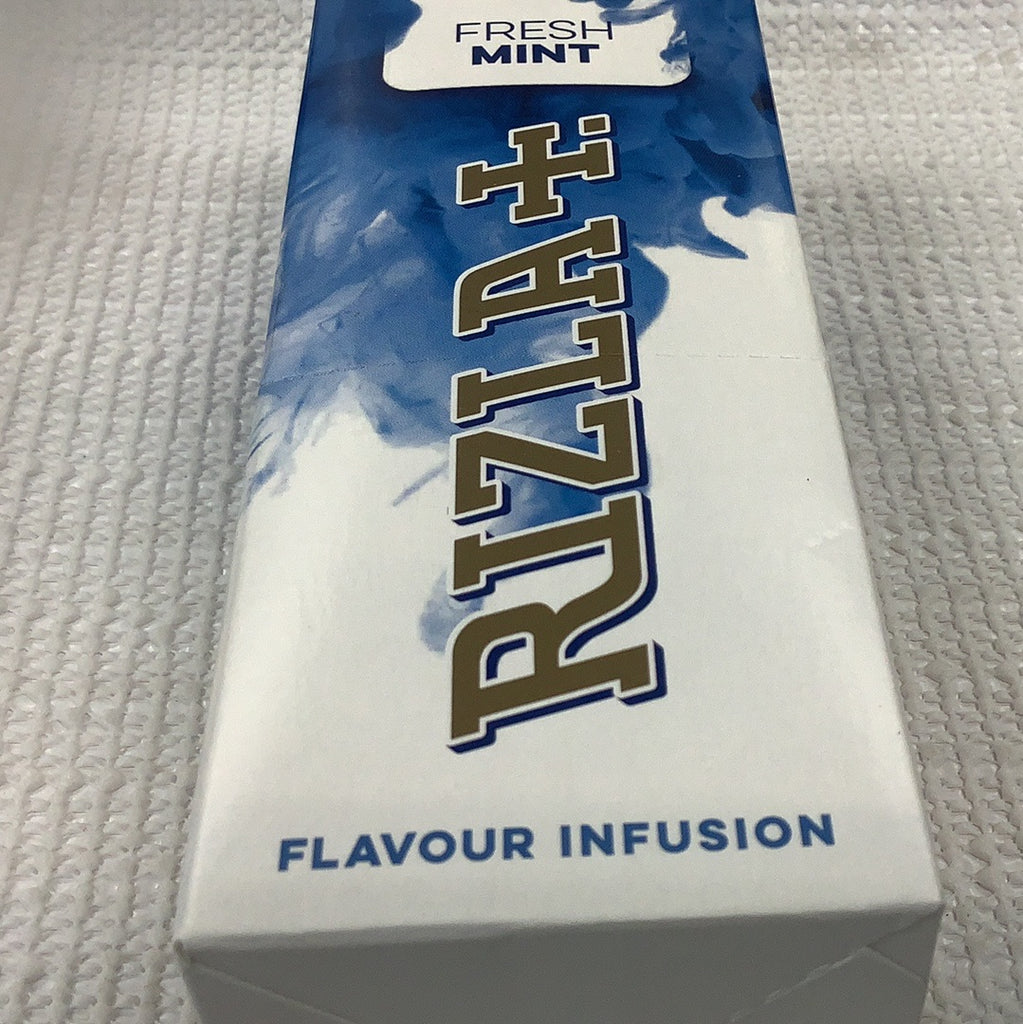 FRESH
MINT
RIZLA+.
FLAVOUR INFUSION